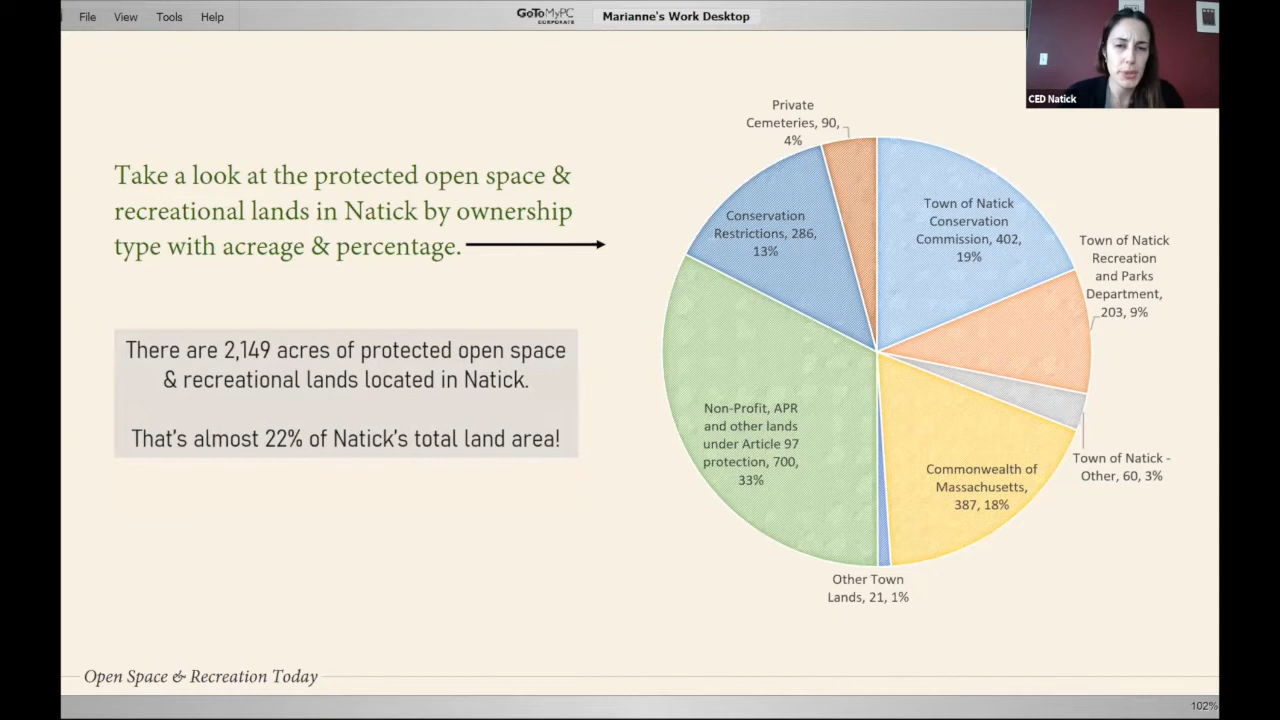 File View Tools Help
GoToMyPC
CORPORATE
Marianne's Work Desktop
CED Natick
Take a look at the protected open space &
recreational lands in Natick by ownership
type with acreage & percentage.
There are 2,149 acres of protected open space
& recreational lands located in Natick.
That's almost 22% of Natick's total land area!
Private
Cemeteries, 90,
4%
Town of Natick
Conservation
Commission, 402,
19%
Town of Natick
Recreation
and Parks
Department,
203, 9%
Town of Natick -
Other, 60, 3%
Commonwealth of
Massachusetts,
387, 18%
Other Town
Lands, 21, 1%
Non-Profit, APR
and other lands
under Article 97
protection, 700,
33%
Conservation
Restrictions, 286,
13%
Open Space & Recreation Today
102%